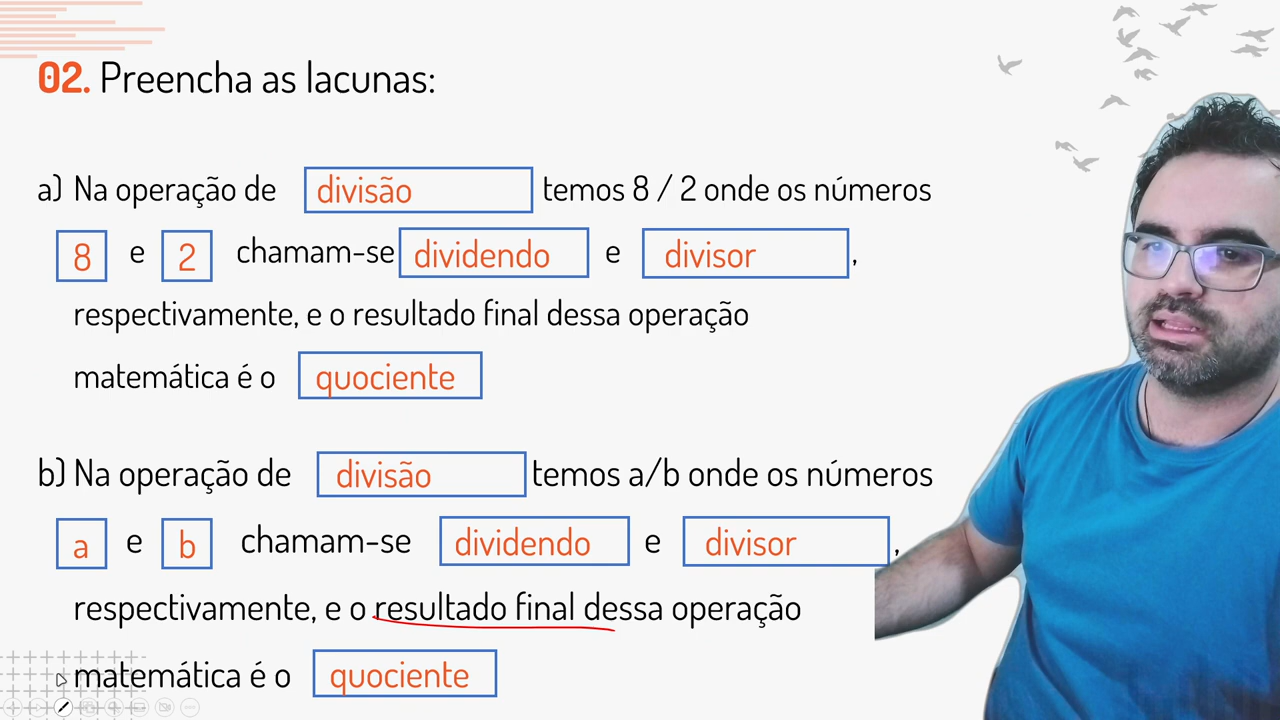 02. Preencha as lacunas:
a) Na operação de divisão temos 8 / 2 onde os números
8 e 2 chamam-se dividendo e divisor ,
respectivamente, e o resultado final dessa operação
matemática é o quociente
b) Na operação de divisão temos a/b onde os números
a e b chamam-se dividendo e divisor ,
respectivamente, e o resultado final dessa operação
matemática é o quociente